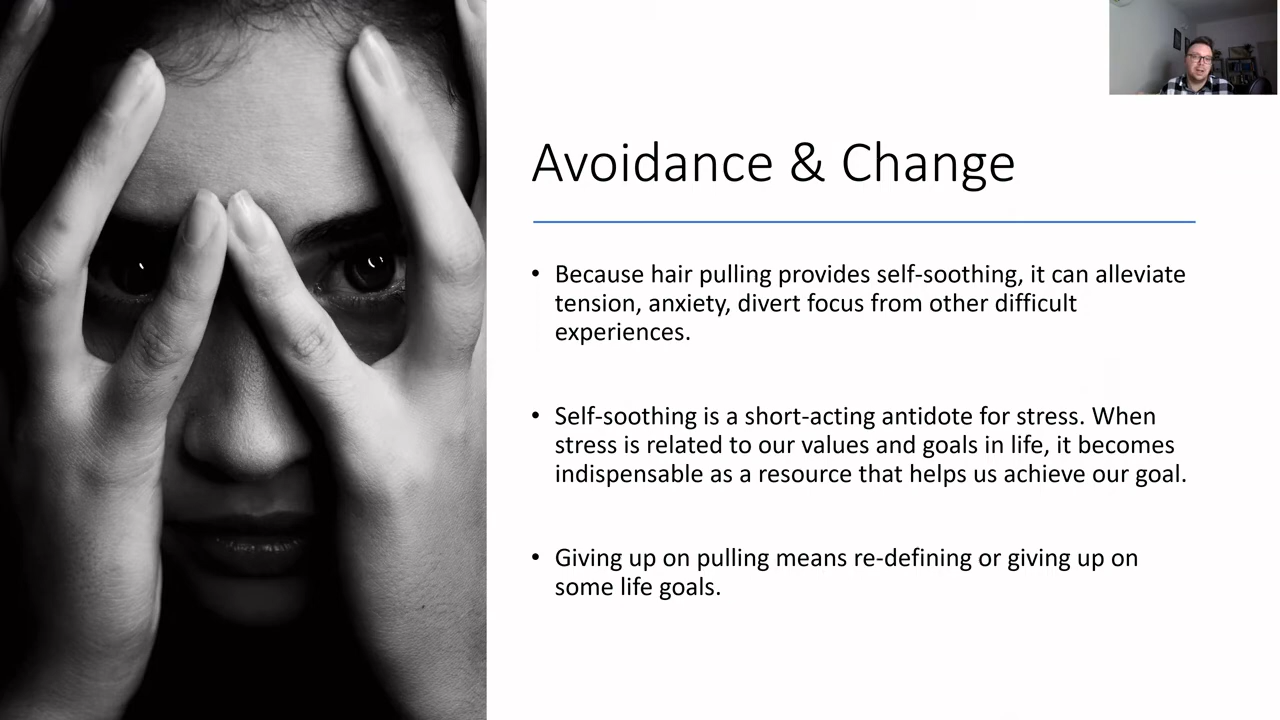 Avoidance & Change
• Because hair pulling provides self-soothing, it can alleviate
tension, anxiety, divert focus from other difficult
experiences.
• Self-soothing is a short-acting antidote for stress. When
stress is related to our values and goals in life, it becomes
indispensable as a resource that helps us achieve our goal.
• Giving up on pulling means re-defining or giving up on
some life goals.